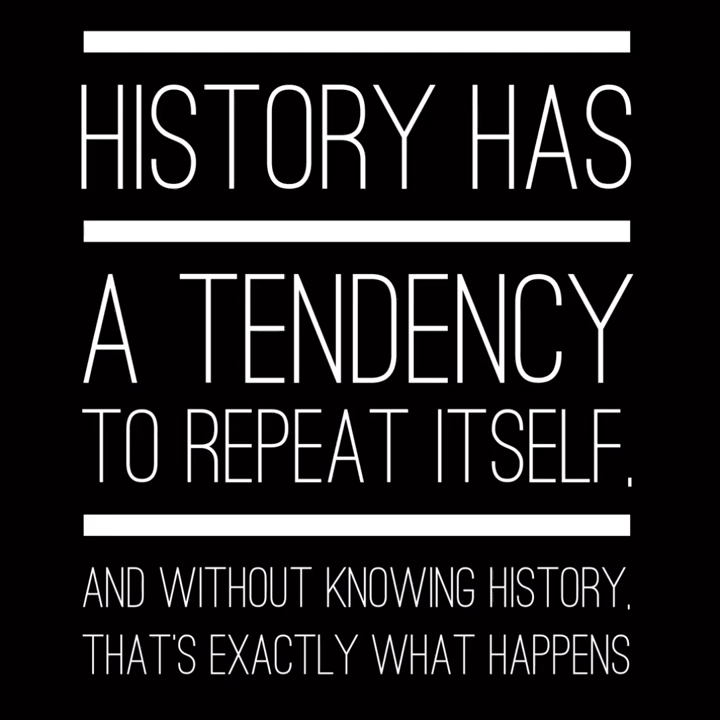 HISTORY HAS
A TENDENCY
TO REPEAT ITSELF.
AND WITHOUT KNOWING HISTORY,
THAT'S EXACTLY WHAT HAPPENS